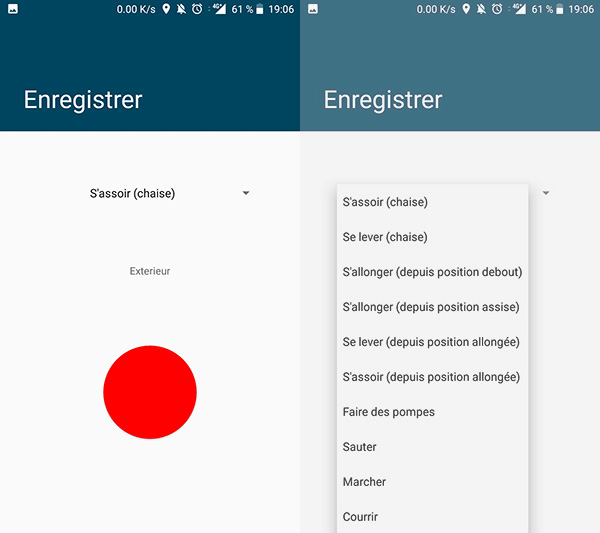 0.00 K/s 4G+ 61 % 19:06
Enregistrer
S'assoir (chaise)
Exterieur
0.00 K/s 4G+ 61 % 19:06
Enregistrer
S'assoir (chaise)
Se lever (chaise)
S'allonger (depuis position debout)
S'allonger (depuis position assise)
Se lever (depuis position allongée)
S'assoir (depuis position allongée)
Faire des pompes
Sauter
Marcher
Courrir